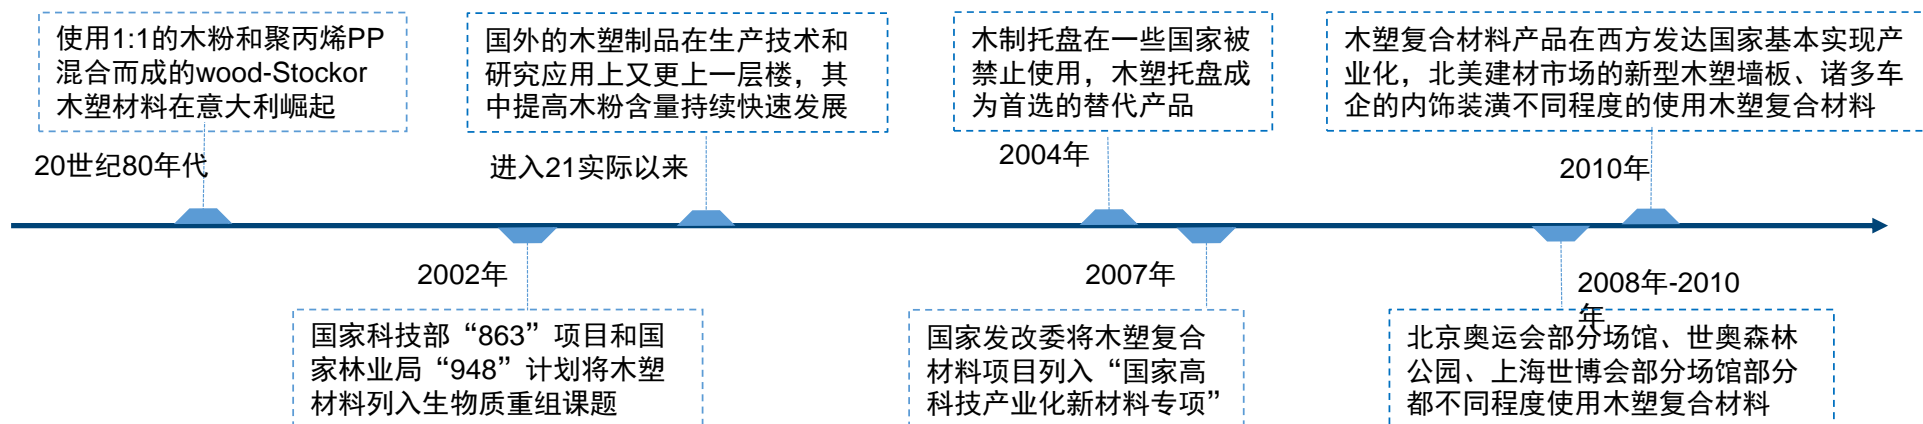 使用1:1的木粉和聚丙烯PP
混合而成的wood-Stockor
木塑材料在意大利崛起
20世纪80年代
国外的木塑制品在生产技术和
研究应用上又更上一层楼，其
中提高木粉含量持续快速发展
进入21实际以来
木制托盘在一些国家被
禁止使用，木塑托盘成
为首选的替代产品
2004年
木塑复合材料产品在西方发达国家基本实现产
业化，北美建材市场的新型木塑墙板、诸多车
企的内饰装潢不同程度的使用木塑复合材料
2010年
2002年
国家科技部“863”项目和国
家林业局“948”计划将木塑
材料列入生物质重组课题
2007年
国家发改委将木塑复合
材料项目列入“国家高
科技产业化新材料专项”
2008年-2010
年
北京奥运会部分场馆、世奥森林
公园、上海世博会部分场馆部分
都不同程度使用木塑复合材料